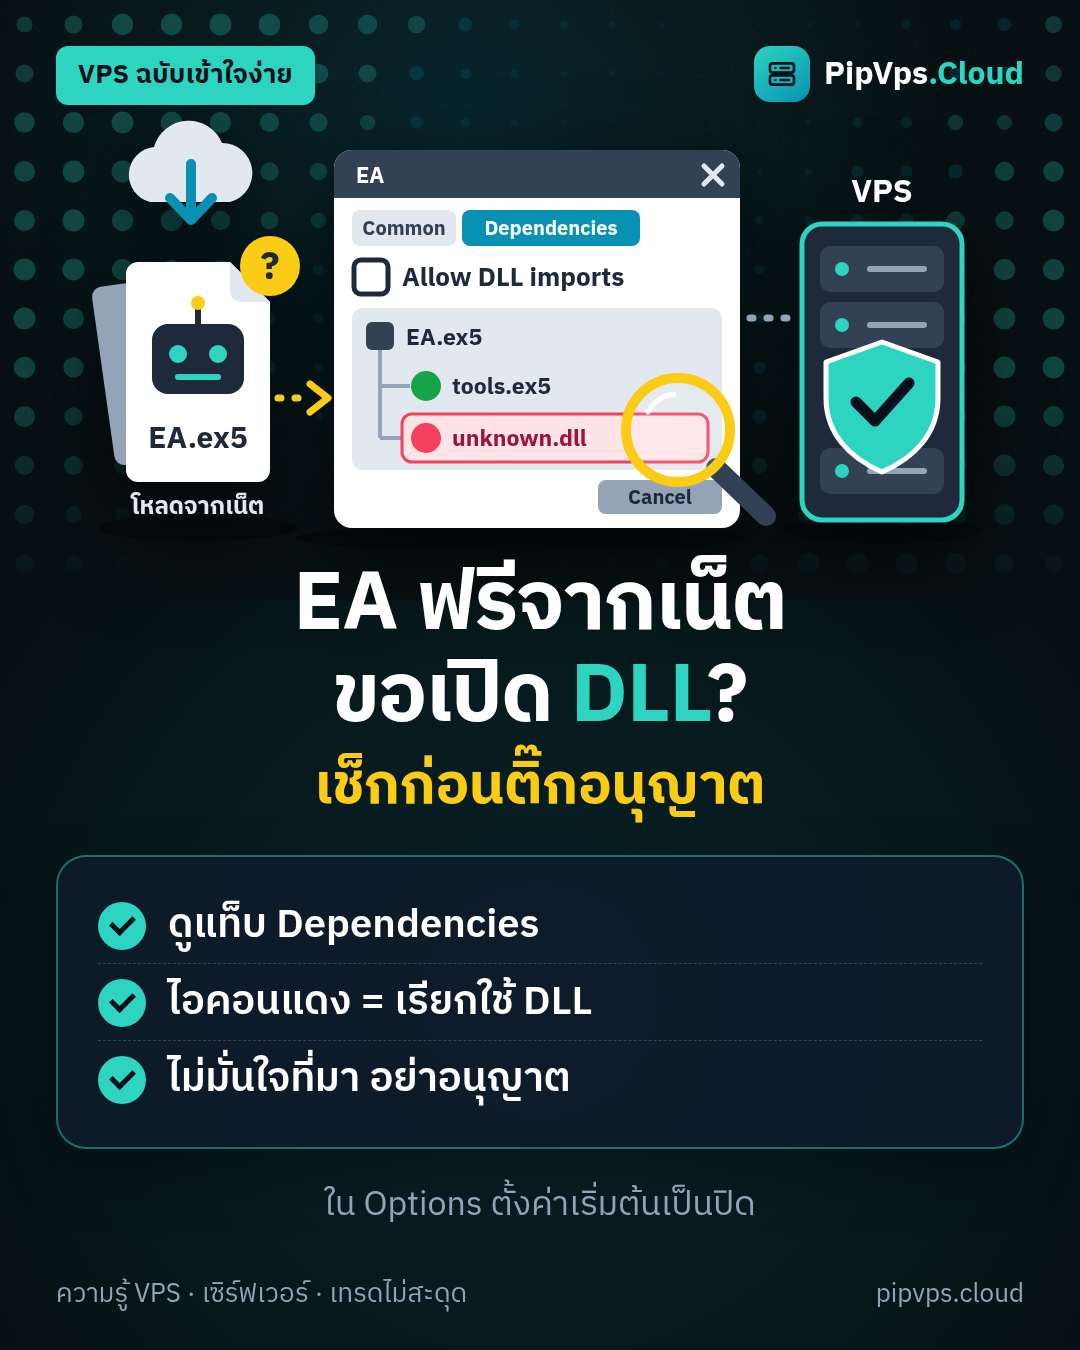 VPS ฉบับเข้าใจง่าย
PipVps.Cloud
EA
Common
Dependencies
Allow DLL imports
EA.ex5
tools.ex5
unknown.dll
Cancel
?
EA.ex5
โหลดจากเน็ต
VPS
EA ฟรีจากเน็ต
ขอเปิด DLL?
เช็กก่อนติ๊กอนุญาต
ดูแท็บ Dependencies
ไอคอนแดง = เรียกใช้ DLL
ไม่มั่นใจที่มา อย่าอนุญาต
ใน Options ตั้งค่าเริ่มต้นเป็นปิด
ความรู้ VPS · เซิร์ฟเวอร์ · เทรดไม่สะดุด
pipvps.cloud